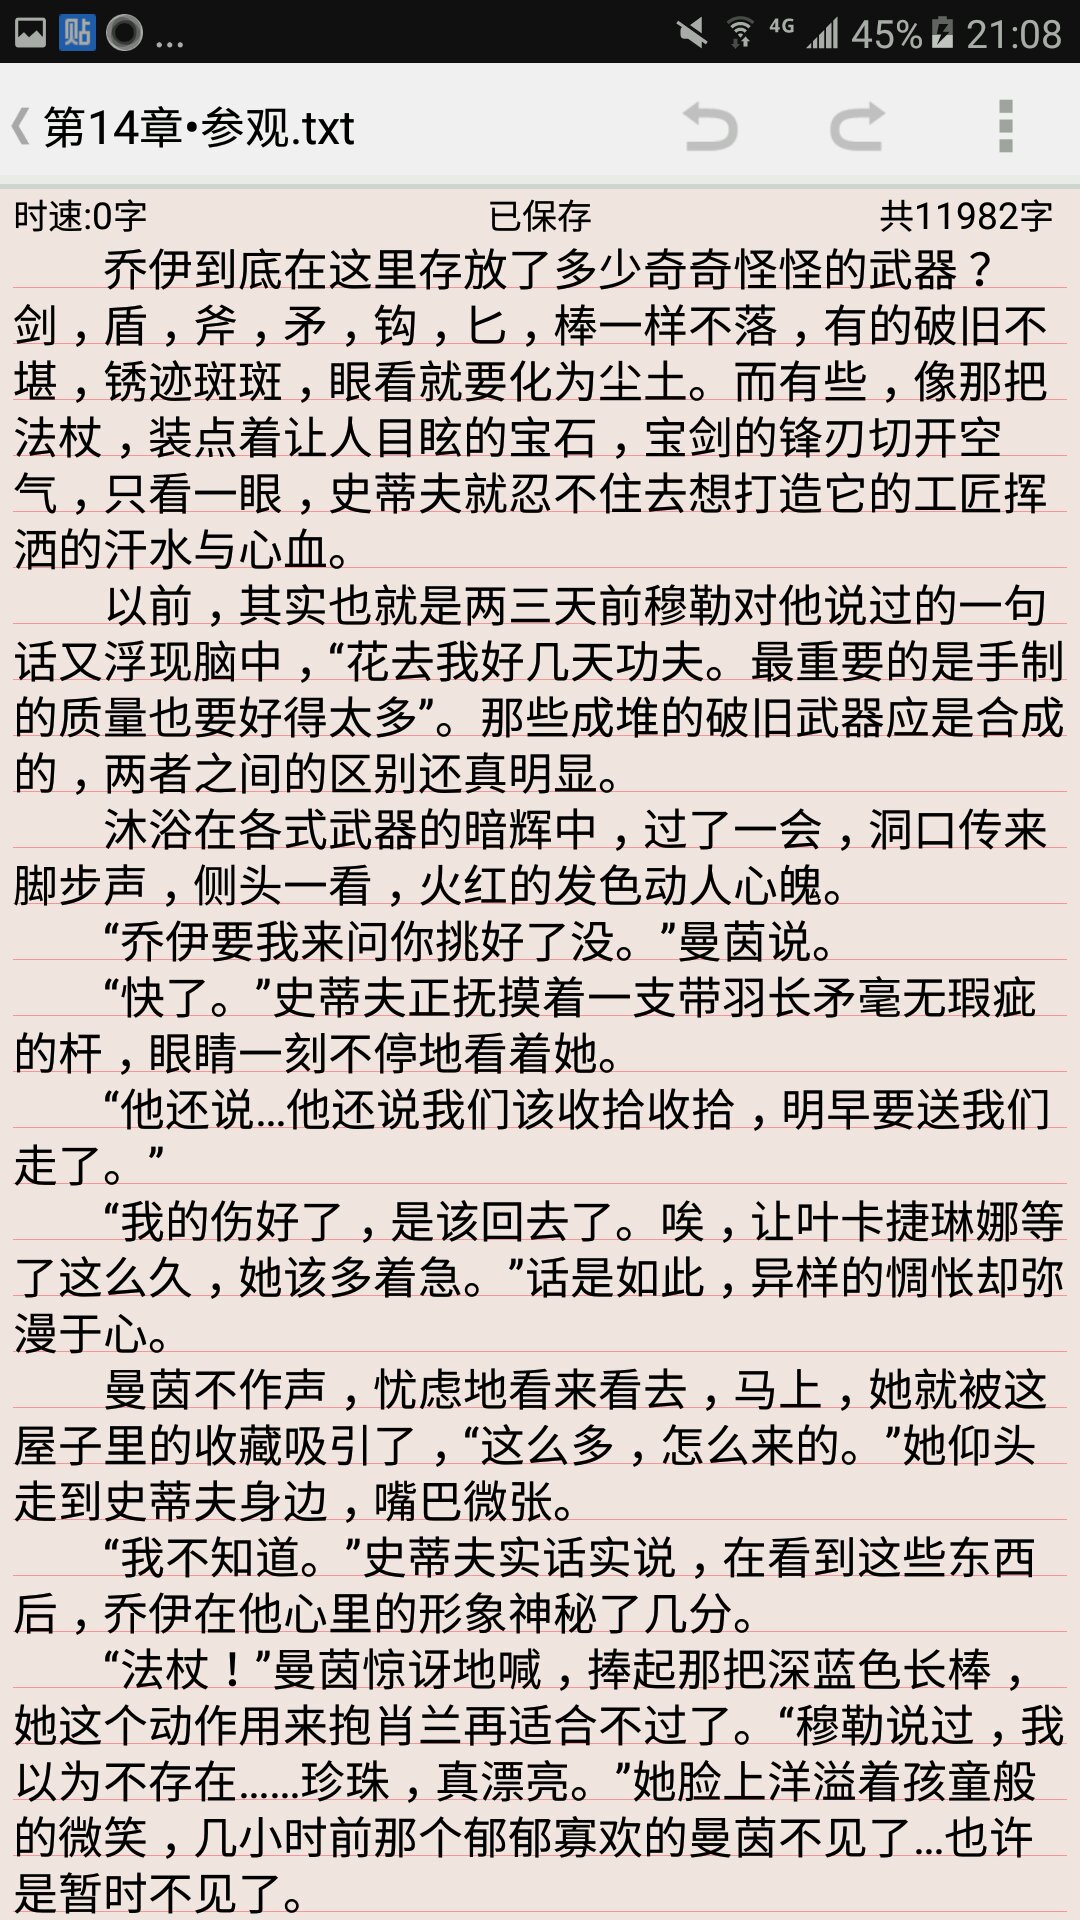 贴 ... 4G 45% 21:08
第14章•参观.txt
时速:0字 已保存 共11982字
乔伊到底在这里存放了多少奇奇怪怪的武器？
剑，盾，斧，矛，钩，匕，棒一样不落，有的破旧不
堪，锈迹斑斑，眼看就要化为尘土。而有些，像那把
法杖，装点着让人目眩的宝石，宝剑的锋刃切开空
气，只看一眼，史蒂夫就忍不住去想打造它的工匠挥
洒的汗水与心血。
以前，其实也就是两三天前穆勒对他说过的一句
话又浮现脑中，“花去我好几天功夫。最重要的是手制
的质量也要好得太多”。那些成堆的破旧武器应是合成
的，两者之间的区别还真明显。
沐浴在各式武器的暗辉中，过了一会，洞口传来
脚步声，侧头一看，火红的发色动人心魄。
“乔伊要我来问你挑好了没。”曼茵说。
“快了。”史蒂夫正抚摸着一支带羽长矛毫无瑕疵
的杆，眼睛一刻不停地看着她。
“他还说...他还说我们该收拾收拾，明早要送我们
走了。”
“我的伤好了，是该回去了。唉，让叶卡捷琳娜等
了这么久，她该多着急。”话是如此，异样的惆怅却弥
漫于心。
曼茵不作声，忧虑地看来看去，马上，她就被这
屋子里的收藏吸引了，“这么多，怎么来的。”她仰头
走到史蒂夫身边，嘴巴微张。
“我不知道。”史蒂夫实话实说，在看到这些东西
后，乔伊在他心里的形象神秘了几分。
“法杖！”曼茵惊讶地喊，捧起那把深蓝色长棒，
她这个动作用来抱肖兰再适合不过了。“穆勒说过，我
以为不存在......珍珠，真漂亮。”她脸上洋溢着孩童般
的微笑，几小时前那个郁郁寡欢的曼茵不见了...也许
是暂时不见了。